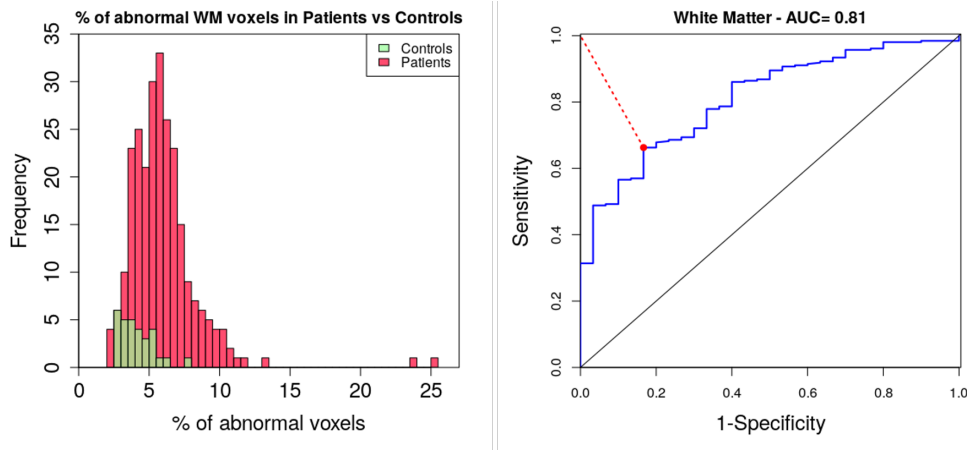 % of abnormal WM voxels in Patients vs Controls
Controls
Patients
Frequency
0 5 10 15 20 25 30 35
0 5 10 15 20 25
% of abnormal voxels
White Matter - AUC= 0.81
Sensitivity
0.0 0.2 0.4 0.6 0.8 1.0
0.0 0.2 0.4 0.6 0.8 1.0
1-Specificity